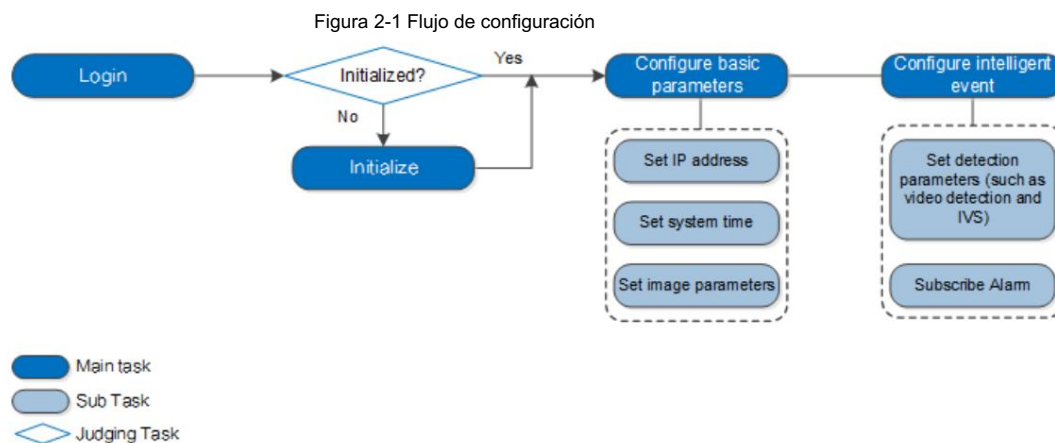 Figura 2-1 Flujo de configuración
Login
Initialized?
Yes
No
Initialize
Configure basic
parameters
Set IP address
Set system time
Set image parameters
Configure intelligent
event
Set detection
parameters (such as
video detection and
IVS)
Subscribe Alarm
Main task
Sub Task
Judging Task